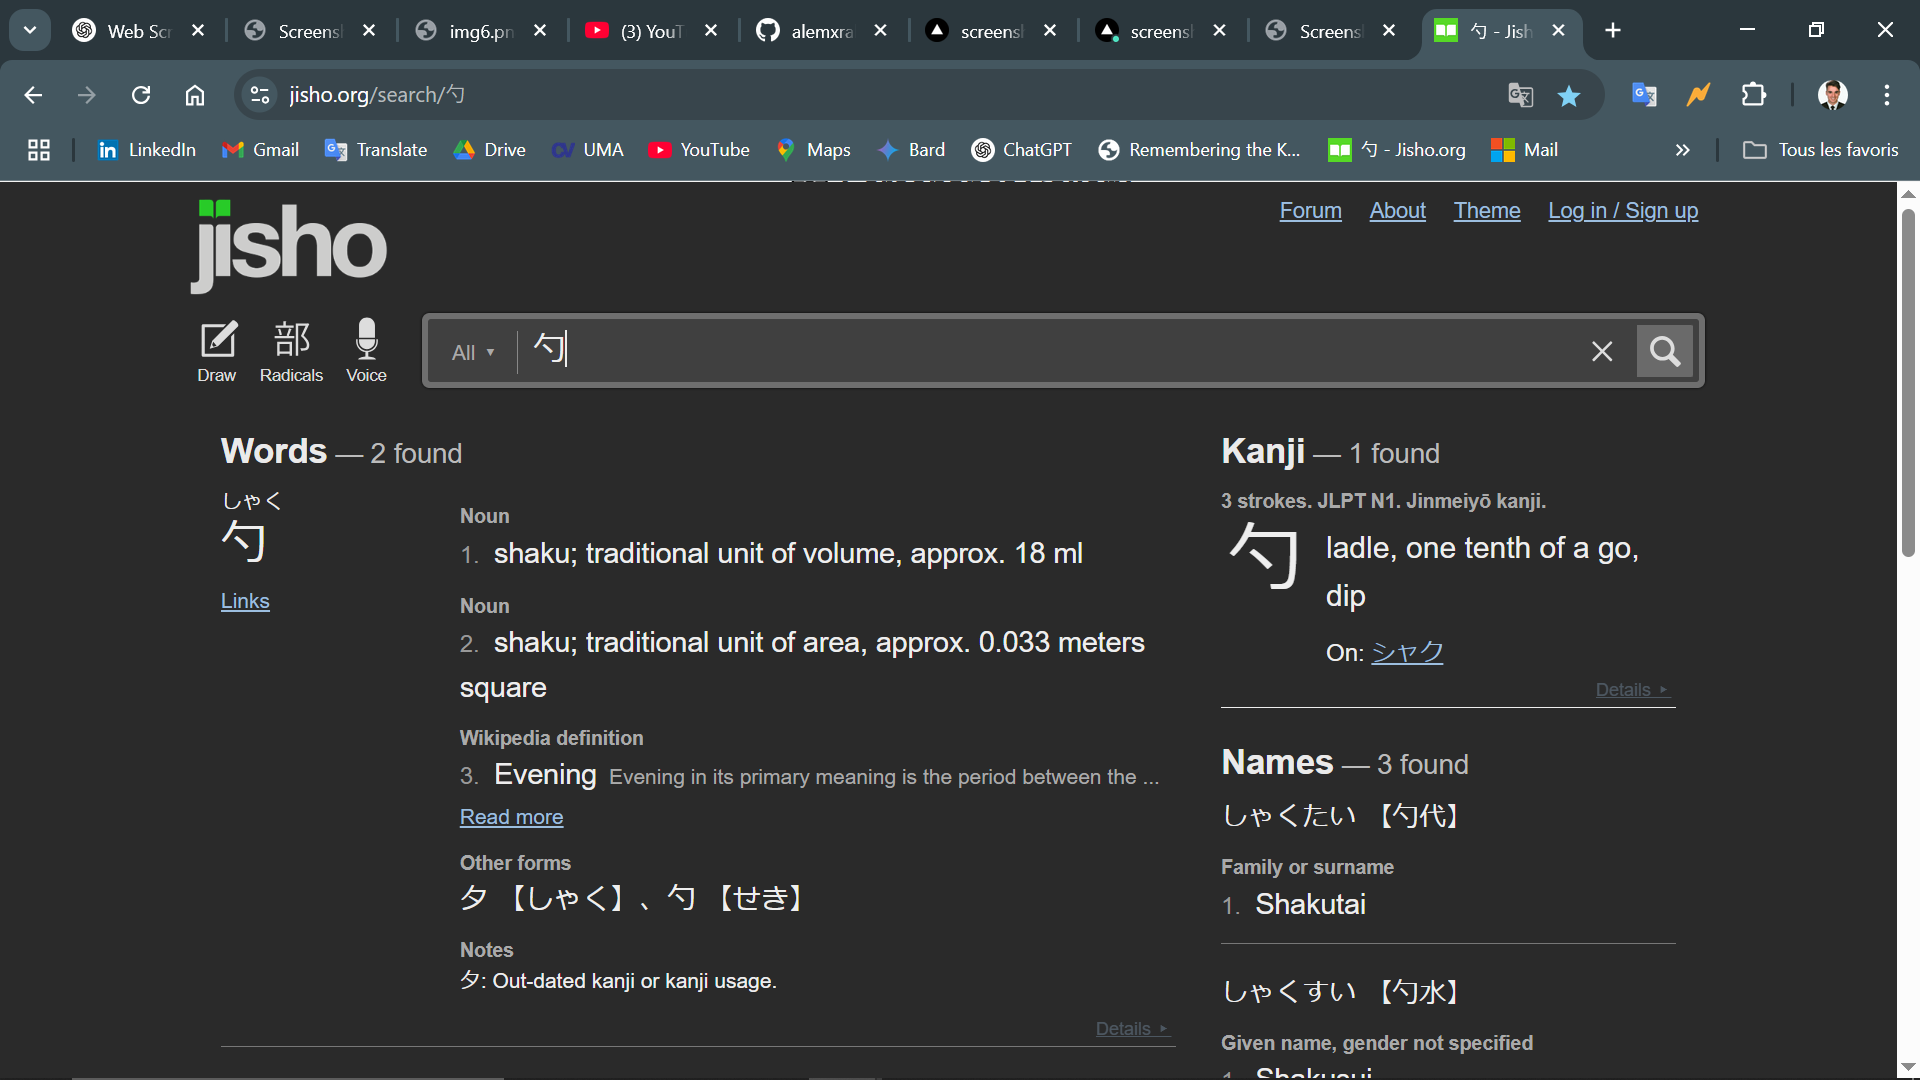 Web Scr
Screensh
img6.pn
(3) YouT
alemxra
screensh
screensh
Screens
勺 - Jish
jisho.org/search/勺
LinkedIn
Gmail
Translate
Drive
UMA
YouTube
Maps
Bard
ChatGPT
Remembering the K...
勺 - Jisho.org
Mail
Tous les favoris
jisho
Forum About Theme Log in / Sign up
Draw
部
Radicals
Voice
All
勺
Words — 2 found
しゃく
勺
Links
Noun
1. shaku; traditional unit of volume, approx. 18 ml
Noun
2. shaku; traditional unit of area, approx. 0.033 meters
square
Wikipedia definition
3. Evening Evening in its primary meaning is the period between the ...
Read more
Other forms
夕 【しゃく】、勺 【せき】
Notes
夕: Out-dated kanji or kanji usage.
Details ▸
Kanji — 1 found
3 strokes. JLPT N1. Jinmeiyō kanji.
勺
ladle, one tenth of a go,
dip
On: シャク
Details ▸
Names — 3 found
しゃくたい 【勺代】
Family or surname
1. Shakutai
しゃくすい 【勺水】
Given name, gender not specified
1. Shakusui